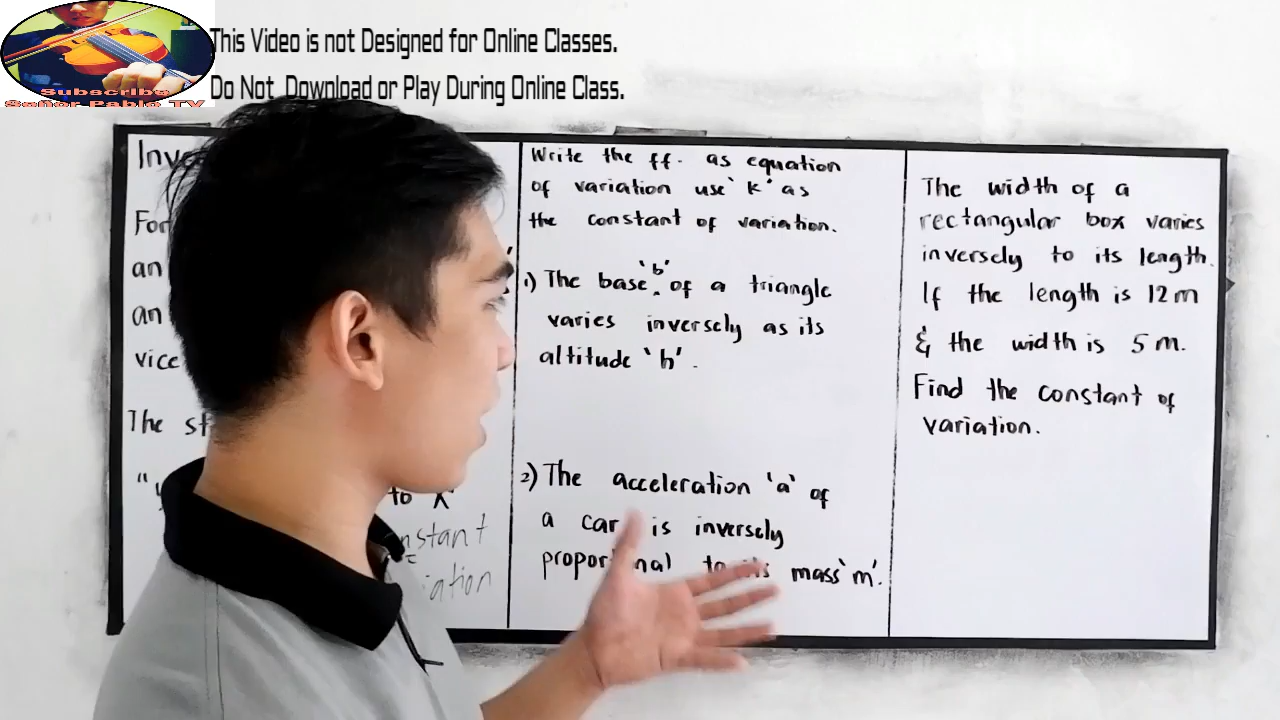 This Video is not Designed for Online Classes.
Do Not Download or Play During Online Class.
Subscribe
Señor Pablo TV
For
an
an
vice
The st
to X
nstant
iation
Write the ff. as equation
of variation use 'k' as
the constant of variation.
1) The base 'b' of a triangle
varies inversely as its
altitude 'h'.
2) The acceleration 'a' of
a car is inversely
to its mass 'm'.
The width of a
rectangular box varies
inversely to its length.
If the length is 12 m
& the width is 5 m.
Find the constant of
variation.